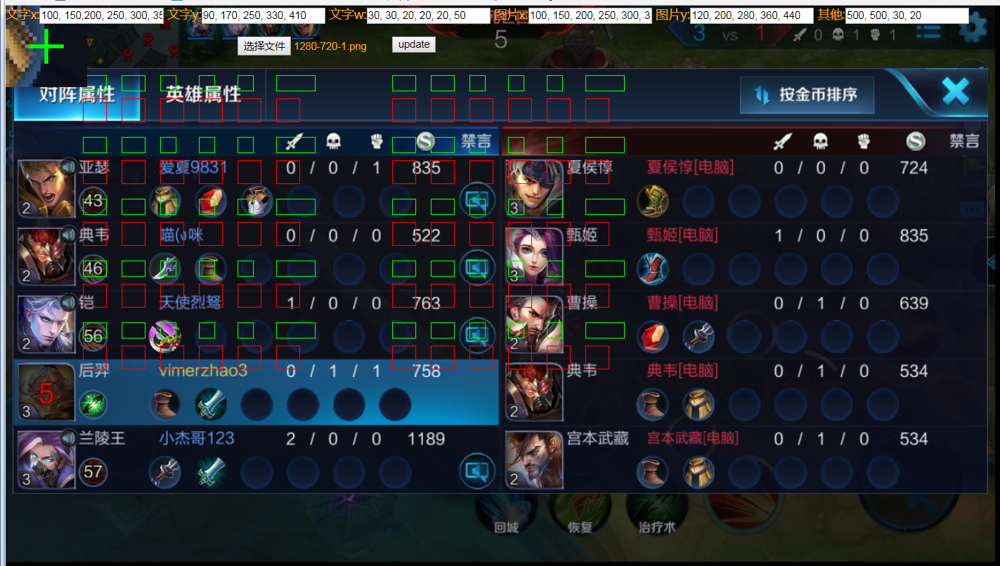 文字x: 100, 150,200, 250, 300, 35 文字y: 90, 170, 250, 330, 410 文字w: 30, 30, 20, 20, 20, 50 图片x: 100, 150, 200, 250, 300, 3 图片y: 120, 200, 280, 360, 440 其他: 500, 500, 30, 20
选择文件 1280-720-1.png update 5 3 vs 1 0 1 1
对阵属性 英雄属性 按金币排序
禁言 禁言
亚瑟 爱夏9831 0 / 0 / 1 835 夏侯惇 夏侯惇[电脑] 0 / 0 / 0 724
2 43 3
典韦 喵( 咪 0 / 0 / 0 522 甄姬 甄姬[电脑] 1 / 0 / 0 835
2 46 3
铠 天使烈弩 1 / 0 / 0 763 曹操 曹操[电脑] 0 / 1 / 0 639
2 56 2
后羿 vimerzhao3 0 / 1 / 1 758 典韦 典韦[电脑] 0 / 1 / 0 534
5
3 2
兰陵王 小杰哥123 2 / 0 / 0 1189 宫本武藏 宫本武藏[电脑] 0 / 1 / 0 534
3 57 2
回城 恢复 治疗术